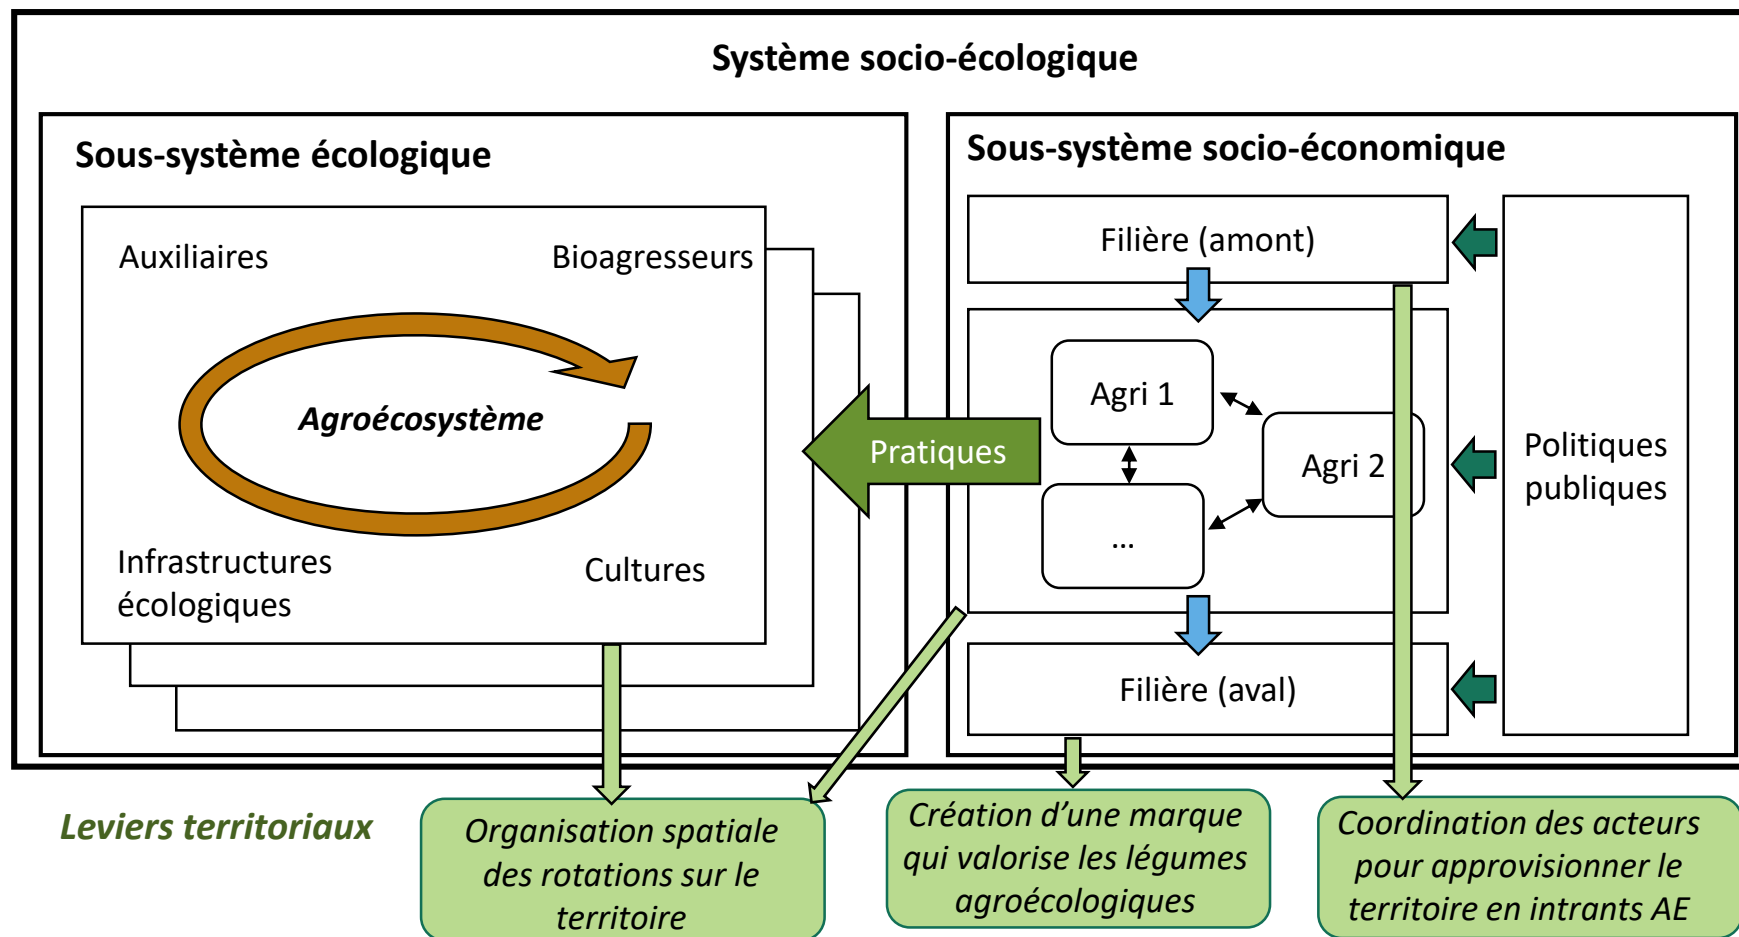 Système socio-écologique
Sous-système écologique
Auxiliaires
Bioagresseurs
Agroécosystème
Infrastructures
écologiques
Cultures
Pratiques
Sous-système socio-économique
Filière (amont)
Agri 1
Agri 2
...
Filière (aval)
Politiques
publiques
Leviers territoriaux
Organisation spatiale
des rotations sur le
territoire
Création d’une marque
qui valorise les légumes
agroécologiques
Coordination des acteurs
pour approvisionner le
territoire en intrants AE